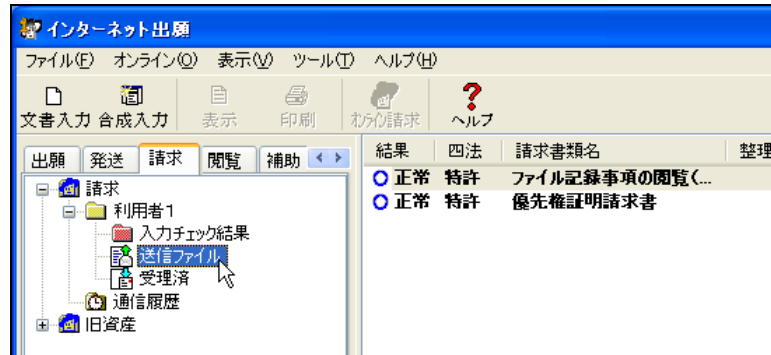 インターネット出願
ファイル(F) オンライン(O) 表示(V) ツール(T) ヘルプ(H)
文書入力 合成入力 表示 印刷 オンライン請求 ヘルプ
出願 発送 請求 閲覧 補助
結果 四法 請求書類名 整理
正常 特許 ファイル記録事項の閲覧(...
正常 特許 優先権証明請求書
請求
利用者1
入力チェック結果
送信ファイル
受理済
通信履歴
旧資産